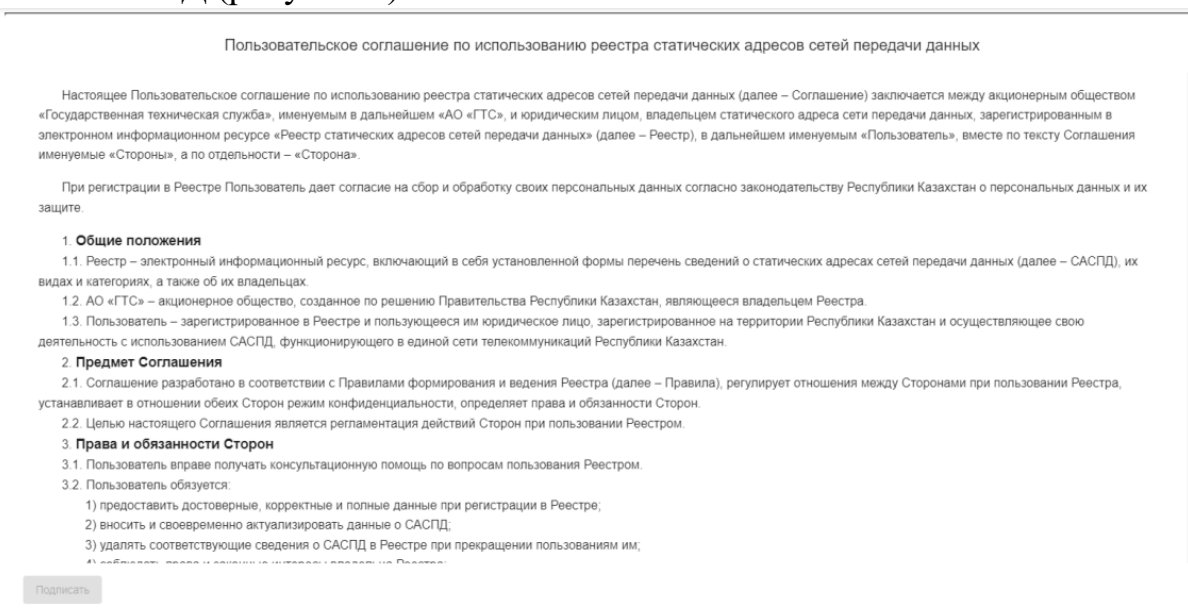 Пользовательское соглашение по использованию реестра статических адресов сетей передачи данных
Настоящее Пользовательское соглашение по использованию реестра статических адресов сетей передачи данных (далее – Соглашение) заключается между акционерным обществом
«Государственная техническая служба», именуемым в дальнейшем «АО «ГТС», и юридическим лицом, владельцем статического адреса сети передачи данных, зарегистрированным в
электронном информационном ресурсе «Реестр статических адресов сетей передачи данных» (далее – Реестр), в дальнейшем именуемым «Пользователь», вместе по тексту Соглашения
именуемые «Стороны», а по отдельности – «Сторона».
При регистрации в Реестре Пользователь дает согласие на сбор и обработку своих персональных данных согласно законодательству Республики Казахстан о персональных данных и их
защите.
1. Общие положения
1.1. Реестр – электронный информационный ресурс, включающий в себя установленной формы перечень сведений о статических адресах сетей передачи данных (далее – САСПД), их
видах и категориях, а также об их владельцах.
1.2. АО «ГТС» – акционерное общество, созданное по решению Правительства Республики Казахстан, являющееся владельцем Реестра.
1.3. Пользователь – зарегистрированное в Реестре и пользующееся им юридическое лицо, зарегистрированное на территории Республики Казахстан и осуществляющее свою
деятельность с использованием САСПД, функционирующего в единой сети телекоммуникаций Республики Казахстан.
2. Предмет Соглашения
2.1. Соглашение разработано в соответствии с Правилами формирования и ведения Реестра (далее – Правила), регулирует отношения между Сторонами при пользовании Реестра,
устанавливает в отношении обеих Сторон режим конфиденциальности, определяет права и обязанности Сторон.
2.2. Целью настоящего Соглашения является регламентация действий Сторон при пользовании Реестром.
3. Права и обязанности Сторон
3.1. Пользователь вправе получать консультационную помощь по вопросам пользования Реестром.
3.2. Пользователь обязуется:
1) предоставить достоверные, корректные и полные данные при регистрации в Реестре;
2) вносить и своевременно актуализировать данные о САСПД;
3) удалять соответствующие сведения о САСПД в Реестре при прекращении пользованиям им;
4) соблюдать права и законные интересы владельца Реестра;
Подписать